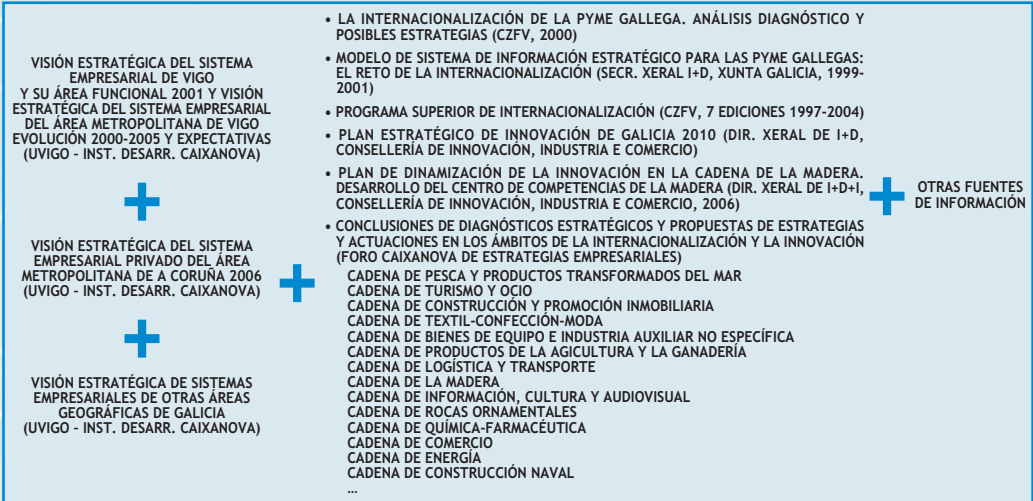 VISIÓN ESTRATÉGICA DEL SISTEMA
EMPRESARIAL DE VIGO
Y SU ÁREA FUNCIONAL 2001 Y VISIÓN
ESTRATÉGICA DEL SISTEMA EMPRESARIAL
DEL ÁREA METROPOLITANA DE VIGO
EVOLUCIÓN 2000-2005 Y EXPECTATIVAS
(UVIGO - INST. DESARR. CAIXANOVA)
+
VISIÓN ESTRATÉGICA DEL SISTEMA
EMPRESARIAL PRIVADO DEL ÁREA
METROPOLITANA DE A CORUÑA 2006
(UVIGO - INST. DESARR. CAIXANOVA)
+
VISIÓN ESTRATÉGICA DE SISTEMAS
EMPRESARIALES DE OTRAS ÁREAS
GEOGRÁFICAS DE GALICIA
(UVIGO - INST. DESARR. CAIXANOVA)
+
• LA INTERNACIONALIZACIÓN DE LA PYME GALLEGA. ANÁLISIS DIAGNÓSTICO Y
POSIBLES ESTRATEGIAS (CZFV, 2000)
• MODELO DE SISTEMA DE INFORMACIÓN ESTRATÉGICO PARA LAS PYME GALLEGAS:
EL RETO DE LA INTERNACIONALIZACIÓN (SECR. XERAL I+D, XUNTA GALICIA, 1999-
2001)
• PROGRAMA SUPERIOR DE INTERNACIONALIZACIÓN (CZFV, 7 EDICIONES 1997-2004)
• PLAN ESTRATÉGICO DE INNOVACIÓN DE GALICIA 2010 (DIR. XERAL DE I+D,
CONSELLERÍA DE INNOVACIÓN, INDUSTRIA E COMERCIO)
• PLAN DE DINAMIZACIÓN DE LA INNOVACIÓN EN LA CADENA DE LA MADERA.
DESARROLLO DEL CENTRO DE COMPETENCIAS DE LA MADERA (DIR. XERAL DE I+D+I,
CONSELLERÍA DE INNOVACIÓN, INDUSTRIA E COMERCIO, 2006)
• CONCLUSIONES DE DIAGNÓSTICOS ESTRATÉGICOS Y PROPUESTAS DE ESTRATEGIAS
Y ACTUACIONES EN LOS ÁMBITOS DE LA INTERNACIONALIZACIÓN Y LA INNOVACIÓN
(FORO CAIXANOVA DE ESTRATEGIAS EMPRESARIALES)
CADENA DE PESCA Y PRODUCTOS TRANSFORMADOS DEL MAR
CADENA DE TURISMO Y OCIO
CADENA DE CONSTRUCCIÓN Y PROMOCIÓN INMOBILIARIA
CADENA DE TEXTIL-CONFECCIÓN-MODA
CADENA DE BIENES DE EQUIPO E INDUSTRIA AUXILIAR NO ESPECÍFICA
CADENA DE PRODUCTOS DE LA AGICULTURA Y LA GANADERÍA
CADENA DE LOGÍSTICA Y TRANSPORTE
CADENA DE LA MADERA
CADENA DE INFORMACIÓN, CULTURA Y AUDIOVISUAL
CADENA DE ROCAS ORNAMENTALES
CADENA DE QUÍMICA-FARMACÉUTICA
CADENA DE COMERCIO
CADENA DE ENERGÍA
CADENA DE CONSTRUCCIÓN NAVAL
...
+
OTRAS FUENTES
DE INFORMACIÓN